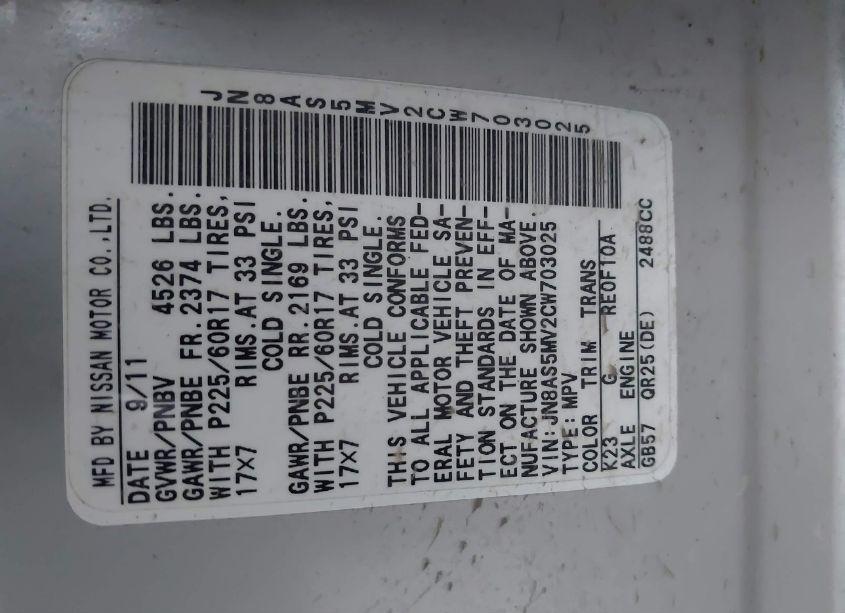 JN8AS5MV2CW703025
MFD BY NISSAN MOTOR CO.,LTD.
DATE 9/11
GVWR/PNBV 4526 LBS.
GAWR/PNBE FR.2374 LBS.
WITH P225/60R17 TIRES,
17X7 RIMS.AT 33 PSI
COLD SINGLE.
GAWR/PNBE RR.2169 LBS.
WITH P225/60R17 TIRES,
17X7 RIMS.AT 33 PSI
COLD SINGLE.
THIS VEHICLE CONFORMS
TO ALL APPLICABLE FED-
ERAL MOTOR VEHICLE SA-
FETY AND THEFT PREVEN-
TION STANDARDS IN EFF-
ECT ON THE DATE OF MA-
NUFACTURE SHOWN ABOVE.
VIN:JN8AS5MV2CW703025
TYPE:MPV
COLOR TRIM TRANS
K23 G RE0F10A
AXLE ENGINE
GB57 QR25(DE) 2488CC